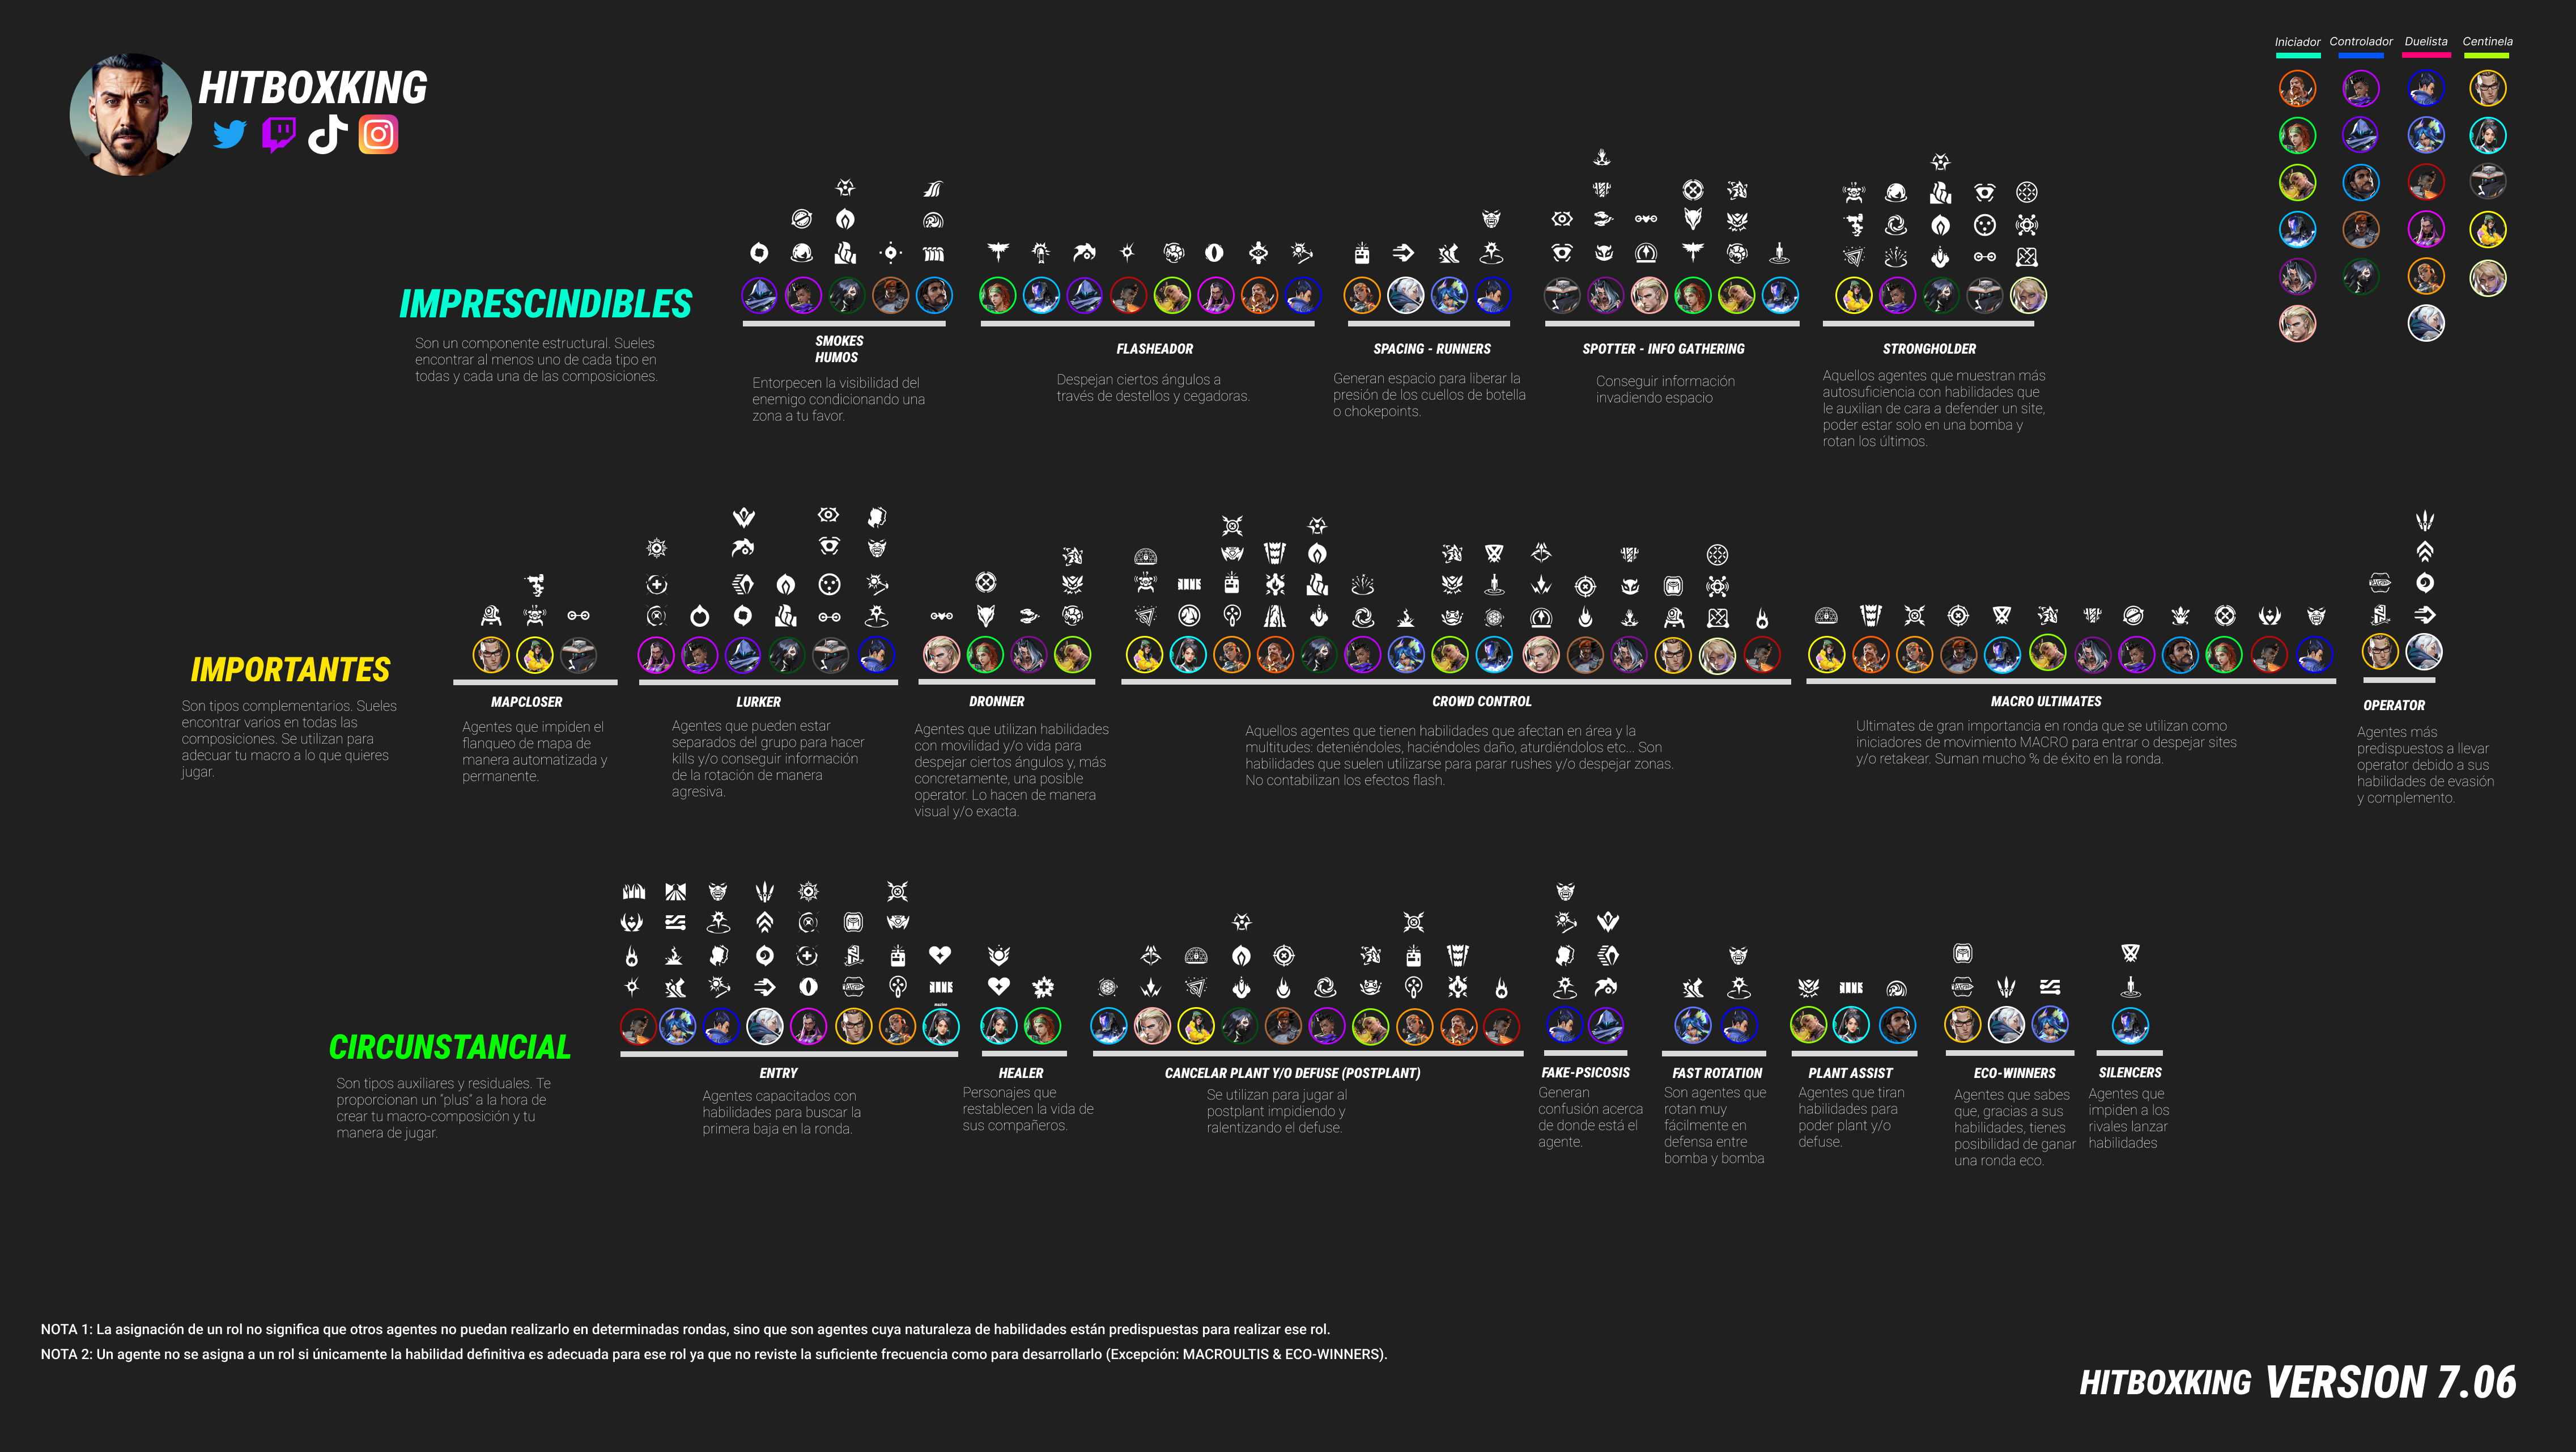 HITBOXKING
Iniciador Controlador Duelista Centinela
IMPRESCINDIBLES
Son un componente estructural. Sueles
encontrar al menos uno de cada tipo en
todas y cada una de las composiciones.
SMOKES
HUMOS
Entorpecen la visibilidad del
enemigo condicionando una
zona a tu favor.
FLASHEADOR
Despejan ciertos ángulos a
través de destellos y cegadoras.
SPACING - RUNNERS
Generan espacio para liberar la
presión de los cuellos de botella
o chokepoints.
SPOTTER - INFO GATHERING
Conseguir información
invadiendo espacio
STRONGHOLDER
Aquellos agentes que muestran más
autosuficiencia con habilidades que
le auxilian de cara a defender un site,
poder estar solo en una bomba y
rotan los últimos.
IMPORTANTES
Son tipos complementarios. Sueles
encontrar varios en todas las
composiciones. Se utilizan para
adecuar tu macro a lo que quieres
jugar.
MAPCLOSER
Agentes que impiden el
flanqueo de mapa de
manera automatizada y
permanente.
LURKER
Agentes que pueden estar
separados del grupo para hacer
kills y/o conseguir información
de la rotación de manera
agresiva.
DRONNER
Agentes que utilizan habilidades
con movilidad y/o vida para
despejar ciertos ángulos y, más
concretamente, una posible
operator. Lo hacen de manera
visual y/o exacta.
CROWD CONTROL
Aquellos agentes que tienen habilidades que afectan en área y la
multitudes: deteniéndoles, haciéndoles daño, aturdiéndolos etc... Son
habilidades que suelen utilizarse para parar rushes y/o despejar zonas.
No contabilizan los efectos flash.
MACRO ULTIMATES
Ultimates de gran importancia en ronda que se utilizan como
iniciadores de movimiento MACRO para entrar o despejar sites
y/o retakear. Suman mucho % de éxito en la ronda.
OPERATOR
Agentes más
predispuestos a llevar
operator debido a sus
habilidades de evasión
y complemento.
CIRCUNSTANCIAL
Son tipos auxiliares y residuales. Te
proporcionan un "plus" a la hora de
crear tu macro-composición y tu
manera de jugar.
ENTRY
Agentes capacitados con
habilidades para buscar la
primera baja en la ronda.
HEALER
Personajes que
restablecen la vida de
sus compañeros.
CANCELAR PLANT Y/O DEFUSE (POSTPLANT)
Se utilizan para jugar al
postplant impidiendo y
ralentizando el defuse.
FAKE-PSICOSIS
Generan
confusión acerca
de donde está el
agente.
FAST ROTATION
Son agentes que
rotan muy
fácilmente en
defensa entre
bomba y bomba
PLANT ASSIST
Agentes que tiran
habilidades para
poder plant y/o
defuse.
ECO-WINNERS
Agentes que sabes
que, gracias a sus
habilidades, tienes
posibilidad de ganar
una ronda eco.
SILENCERS
Agentes que
impiden a los
rivales lanzar
habilidades
NOTA 1: La asignación de un rol no significa que otros agentes no puedan realizarlo en determinadas rondas, sino que son agentes cuya naturaleza de habilidades están predispuestas para realizar ese rol.
NOTA 2: Un agente no se asigna a un rol si únicamente la habilidad definitiva es adecuada para ese rol ya que no reviste la suficiente frecuencia como para desarrollarlo (Excepción: MACROULTIS & ECO-WINNERS).
HITBOXKING VERSION 7.06